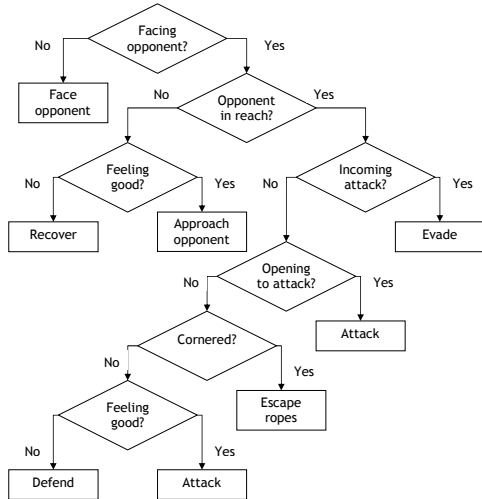 Facing
opponent?
No
Yes
Face
opponent
No
Opponent
in reach?
Yes
Feeling
good?
Incoming
attack?
No
Yes
No
Yes
Recover
Approach
opponent
Evade
Opening
to attack?
No
Yes
Cornered?
Attack
No
Yes
Feeling
good?
Escape
ropes
No
Yes
Defend
Attack